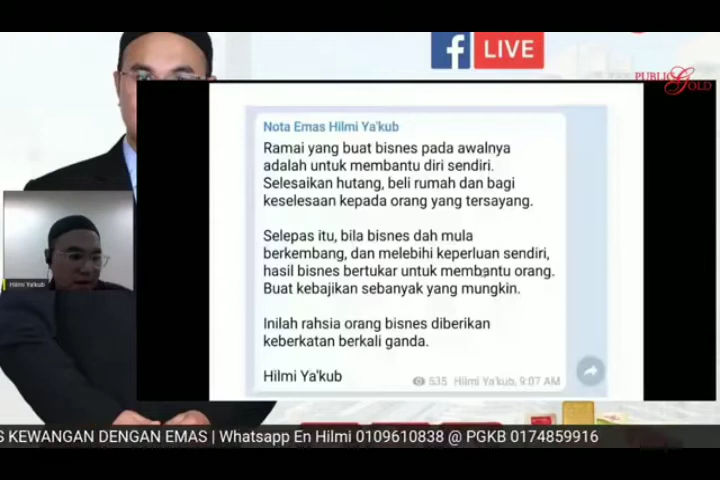 f LIVE
PUBLIC GOLD
Nota Emas Hilmi Ya'kub
Ramai yang buat bisnes pada awalnya
adalah untuk membantu diri sendiri.
Selesaikan hutang, beli rumah dan bagi
keselesaan kepada orang yang tersayang.
Selepas itu, bila bisnes dah mula
berkembang, dan melebihi keperluan sendiri,
hasil bisnes bertukar untuk membantu orang.
Buat kebajikan sebanyak yang mungkin.
Inilah rahsia orang bisnes diberikan
keberkatan berkali ganda.
Hilmi Ya'kub
535 Hilmi Ya'kub, 9:07 AM
Hilmi Ya'kub
S KEWANGAN DENGAN EMAS | Whatsapp En Hilmi 0109610838 @ PGKB 0174859916